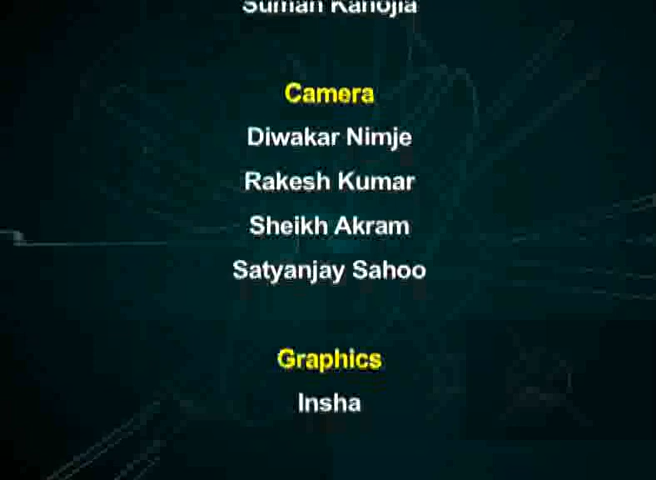 Suman Kanojia
Camera
Diwakar Nimje
Rakesh Kumar
Sheikh Akram
Satyanjay Sahoo
Graphics
Insha